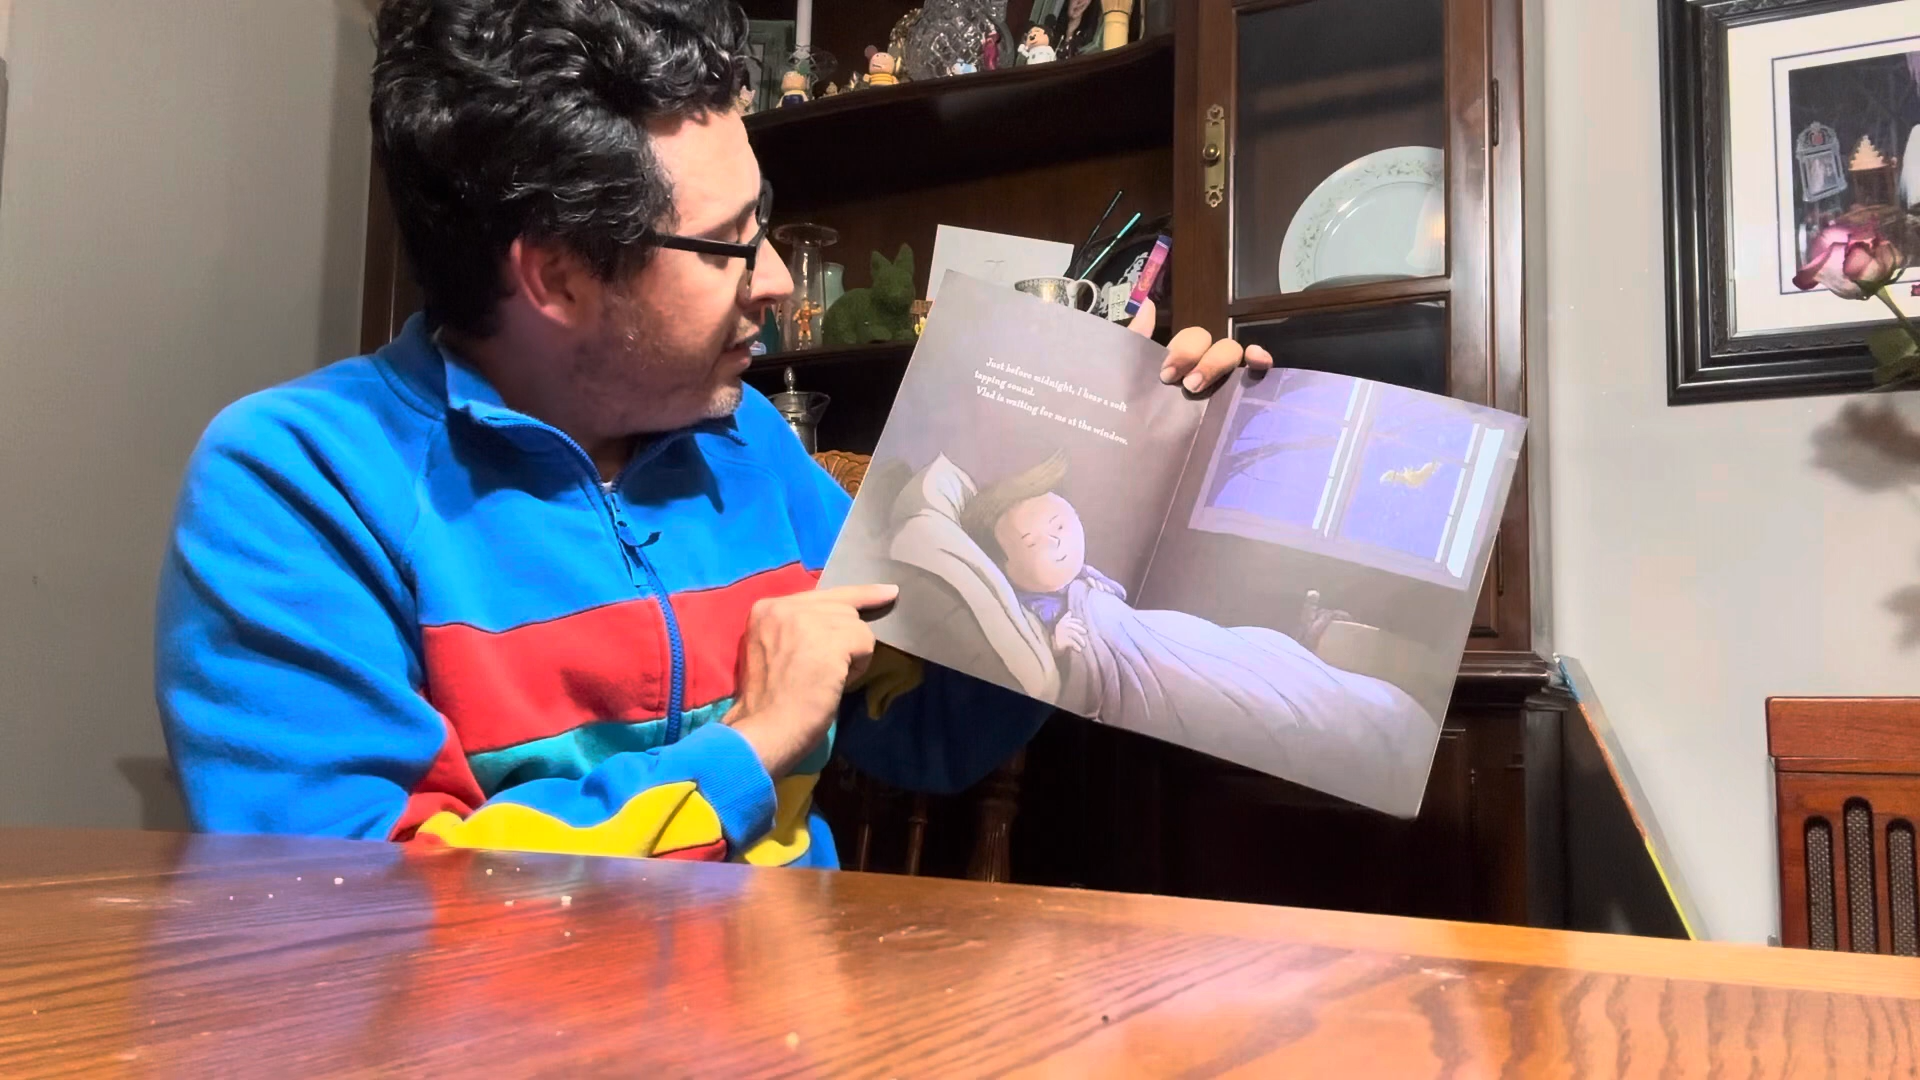 Just before midnight, I hear a soft
tapping sound.
Vlad is waiting for me at the window.